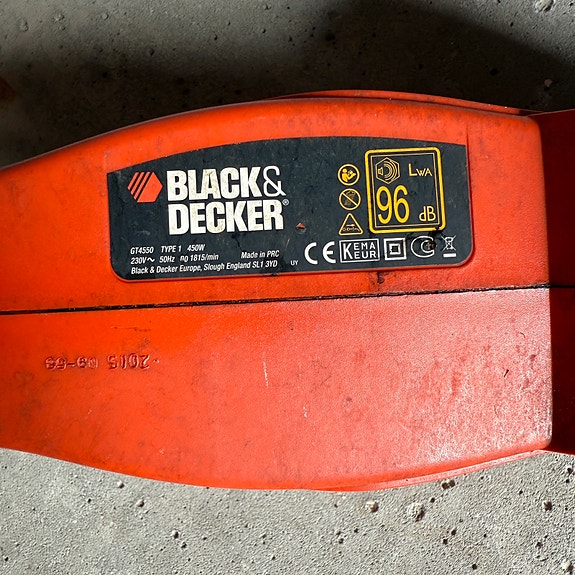 BLACK&
DECKER®
GT4550 TYPE 1 450W
230V~ 50Hz n0 1815/min Made in PRC
Black & Decker Europe, Slough England SL1 3YD UY
LWA
96 dB
CE
KEMA
KEUR
2015